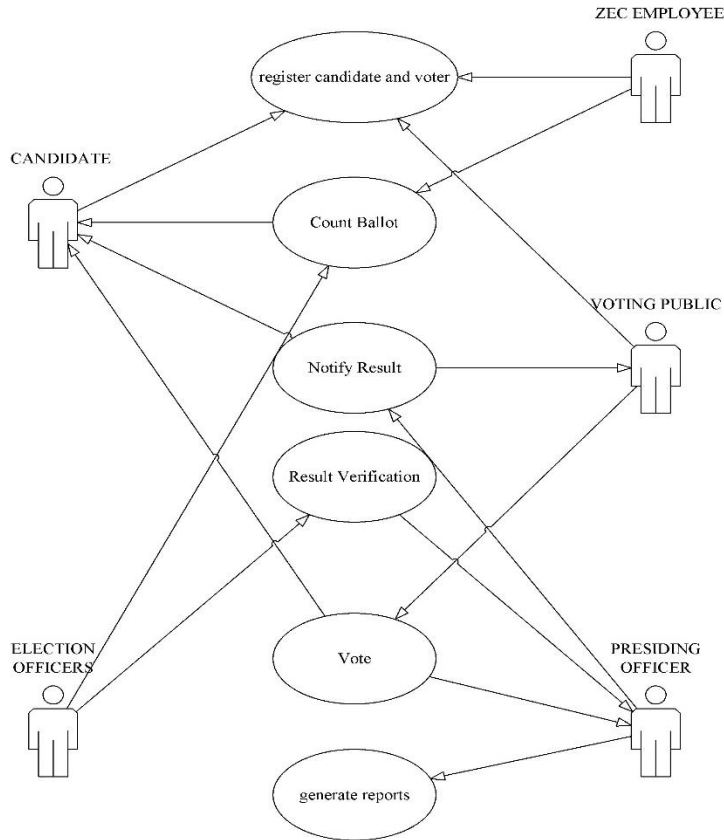 ZEC EMPLOYEE
register candidate and voter
CANDIDATE
Count Ballot
VOTING PUBLIC
Notify Result
Result Verification
ELECTION
OFFICERS
Vote
PRESIDING
OFFICER
generate reports